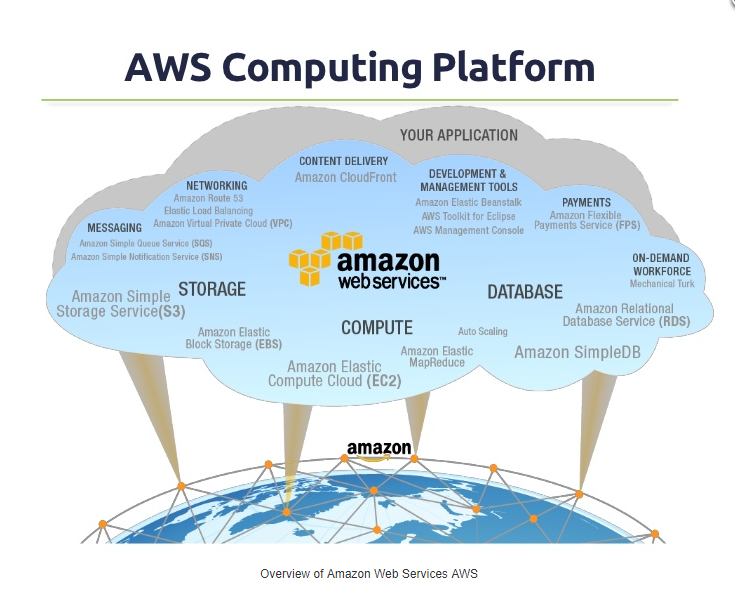 AWS Computing Platform
YOUR APPLICATION
CONTENT DELIVERY
Amazon CloudFront
NETWORKING
Amazon Route 53
Elastic Load Balancing
Amazon Virtual Private Cloud (VPC)
DEVELOPMENT &
MANAGEMENT TOOLS
Amazon Elastic Beanstalk
AWS Toolkit for Eclipse
AWS Management Console
PAYMENTS
Amazon Flexible
Payments Service (FPS)
MESSAGING
Amazon Simple Queue Service (SQS)
Amazon Simple Notification Service (SNS)
amazon
web services™
ON-DEMAND
WORKFORCE
Mechanical Turk
STORAGE
Amazon Simple
Storage Service(S3)
Amazon Elastic
Block Storage (EBS)
COMPUTE
Auto Scaling
Amazon Elastic
MapReduce
Amazon Elastic
Compute Cloud (EC2)
DATABASE
Amazon Relational
Database Service (RDS)
Amazon SimpleDB
amazon
Overview of Amazon Web Services AWS